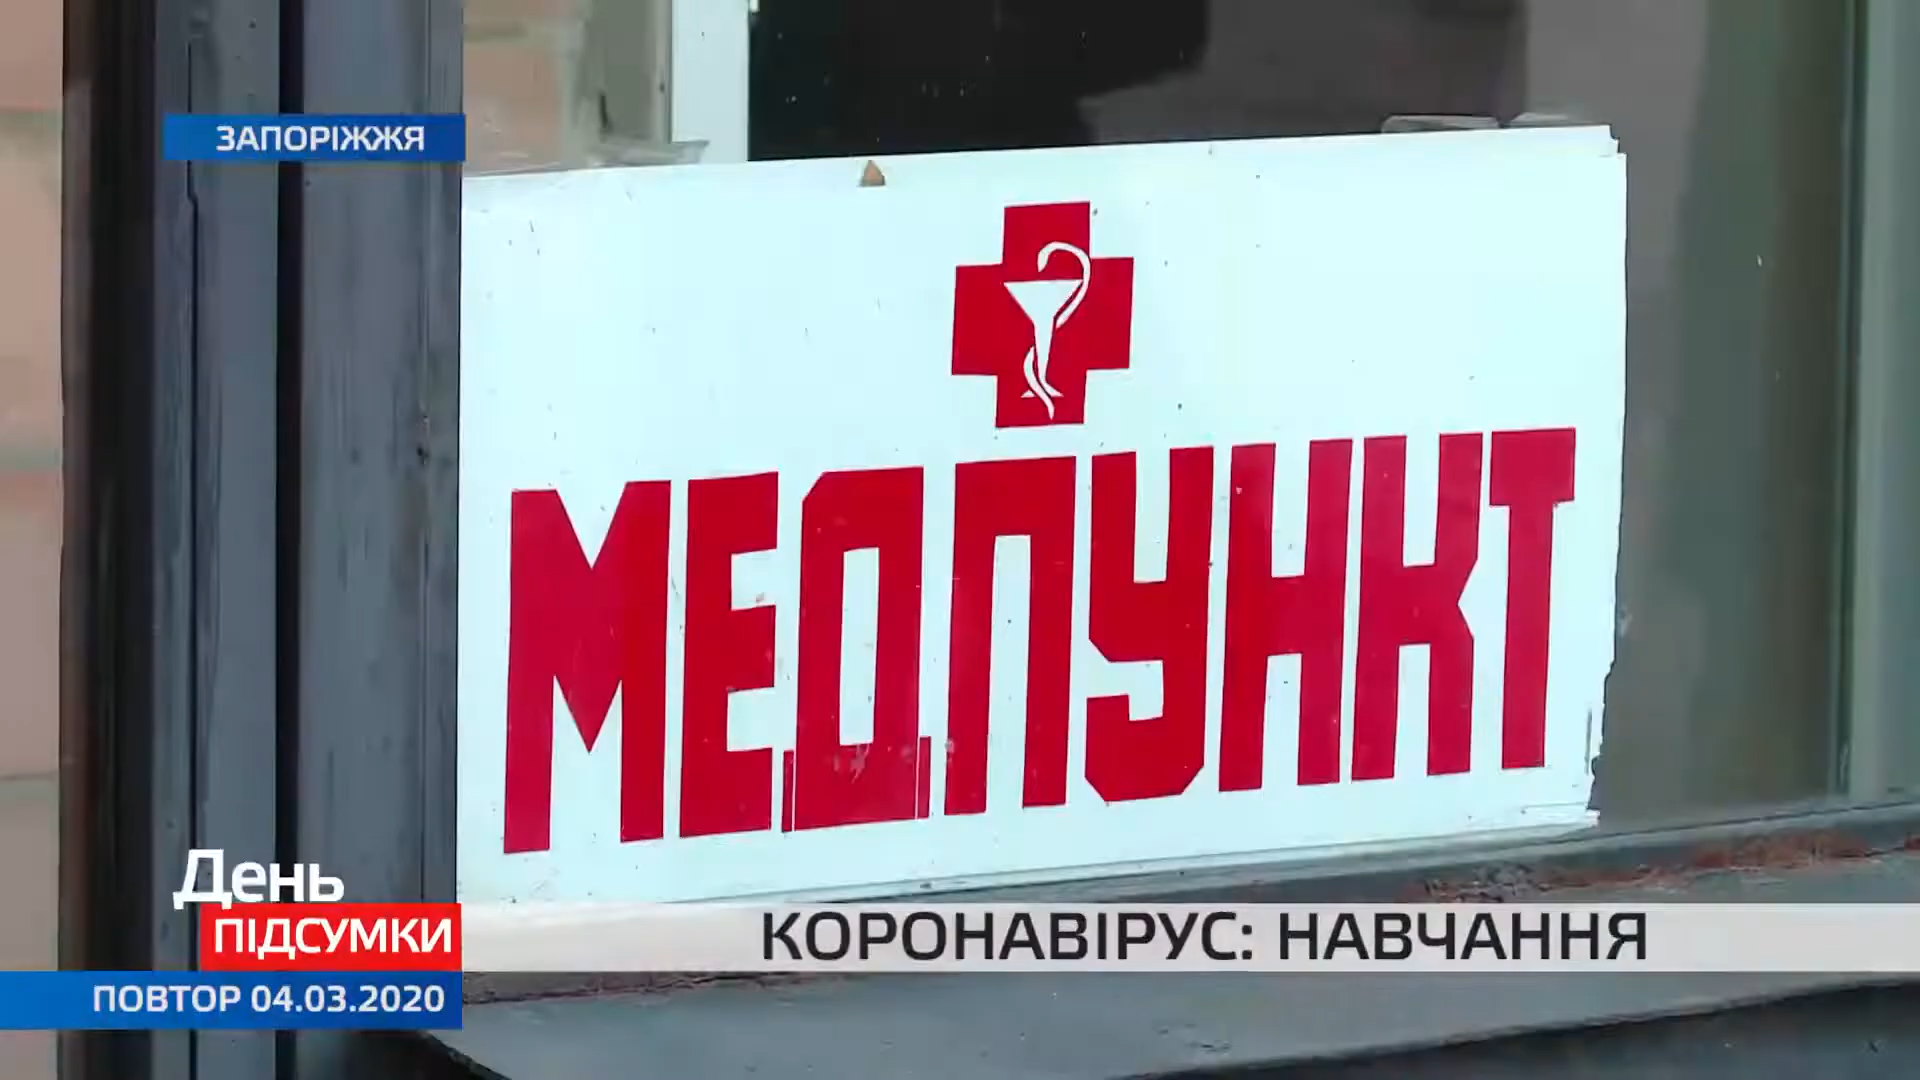 ЗАПОРІЖЖЯ
МЕДПУНКТ
День
ПІДСУМКИ
КОРОНАВІРУС: НАВЧАННЯ
ПОВТОР 04.03.2020